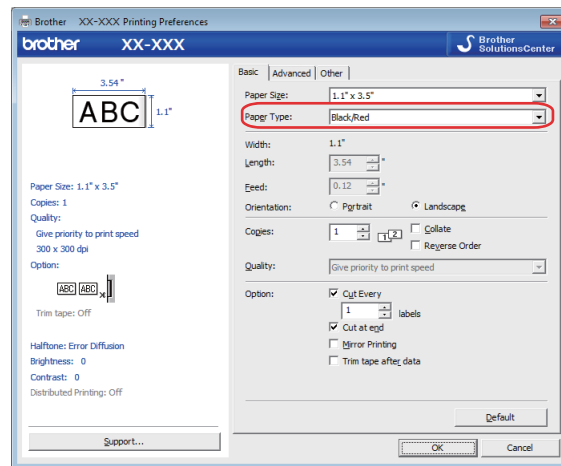 Brother XX-XXX Printing Preferences
brother XX-XXX
Brother
SolutionsCenter
3.54 "
ABC
1.1"
Paper Size: 1.1" x 3.5"
Copies: 1
Quality:
Give priority to print speed
300 x 300 dpi
Option:
ABC ABC
Trim tape: Off
Halftone: Error Diffusion
Brightness: 0
Contrast: 0
Distributed Printing: Off
Support...
Basic Advanced Other
Paper Size: 1.1" x 3.5"
Paper Type: Black/Red
Width: 1.1"
Length: 3.54 "
Feed: 0.12 "
Orientation: Portrait Landscape
Copies: 1 1 2 Collate
Reverse Order
Quality: Give priority to print speed
Option: Cut Every
1 labels
Cut at end
Mirror Printing
Trim tape after data
Default
OK Cancel